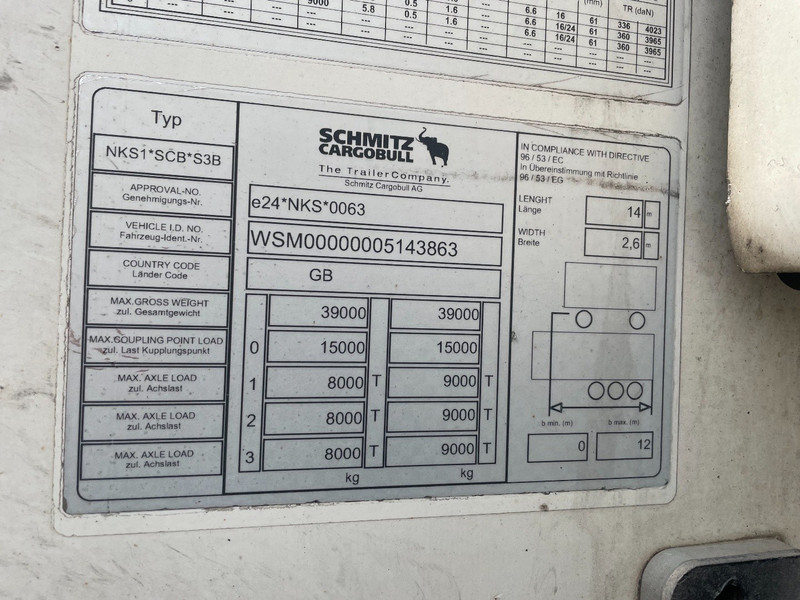 9000 5.8 0.5 1.6 --- 6.6 16 61 336 4023
--- --- 0.5 1.6 --- 6.6 16/24 61 360 3965
--- --- --- --- --- 6.6 16/24 61 360 3965
(mm)
TR (daN)
Typ
NKS1*SCB*S3B
APPROVAL-NO.
Genehmigungs-Nr.
VEHICLE I.D. NO.
Fahrzeug-Ident.-Nr.
COUNTRY CODE
Länder Code
MAX.GROSS WEIGHT
zul. Gesamtgewicht
MAX.COUPLING POINT LOAD
zul. Last Kupplungspunkt
MAX. AXLE LOAD
zul. Achslast
MAX. AXLE LOAD
zul. Achslast
MAX. AXLE LOAD
zul. Achslast
SCHMITZ
CARGOBULL
The TrailerCompany.
Schmitz Cargobull AG
e24*NKS*0063
WSM00000005143863
GB
39000 39000
0 15000 15000
1 8000 T 9000 T
2 8000 T 9000 T
3 8000 T 9000 T
kg kg
IN COMPLIANCE WITH DIRECTIVE
96 / 53 / EC
In Übereinstimmung mit Richtlinie
96 / 53 / EG
LENGHT
Länge
14 m
WIDTH
Breite
2,6 m
b min. (m) b max. (m)
0 12